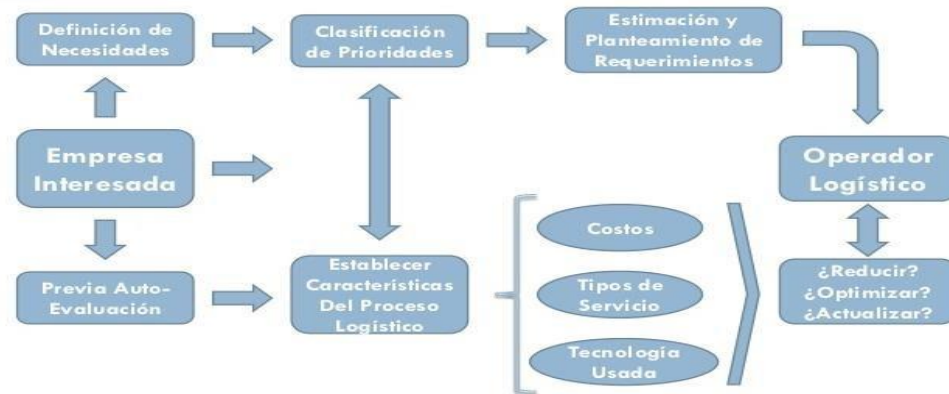 Definición de
Necesidades
Clasificación
de Prioridades
Estimación y
Planteamiento de
Requerimientos
Empresa
Interesada
Operador
Logístico
Previa Auto-
Evaluación
Establecer
Características
Del Proceso
Logístico
Costos
Tipos de
Servicio
Tecnología
Usada
¿Reducir?
¿Optimizar?
¿Actualizar?